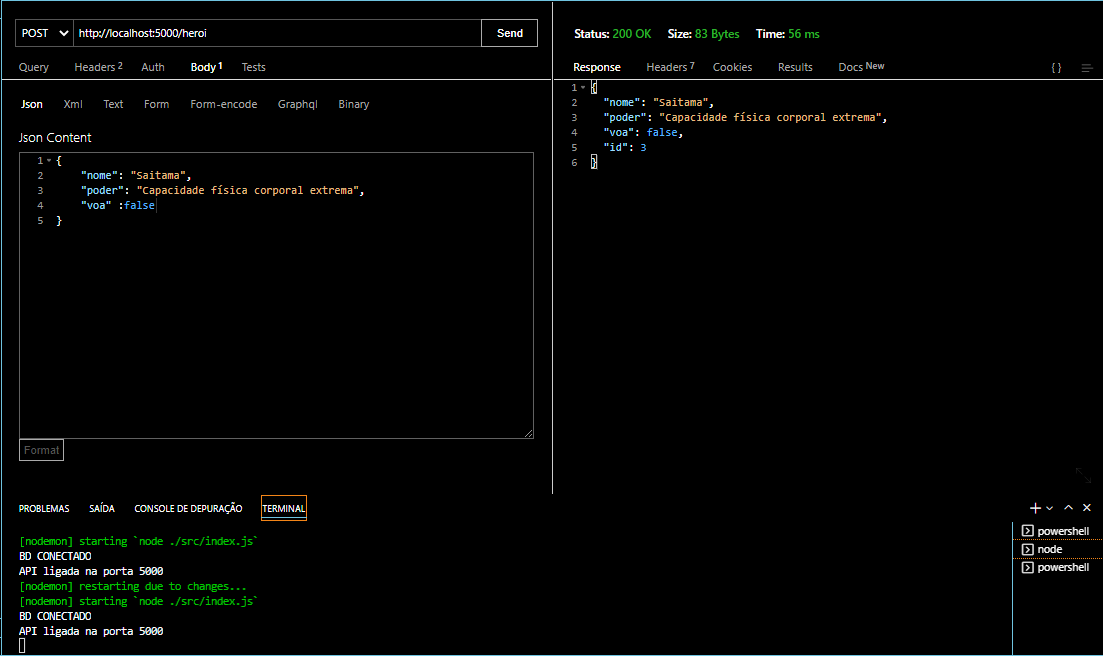 POST http://localhost:5000/heroi Send
Query Headers 2 Auth Body 1 Tests
Json Xml Text Form Form-encode Graphql Binary
Json Content
1 {
2 "nome": "Saitama",
3 "poder": "Capacidade física corporal extrema",
4 "voa" :false
5 }
Format
Status: 200 OK Size: 83 Bytes Time: 56 ms
Response Headers 7 Cookies Results Docs New {}
1 {
2 "nome": "Saitama",
3 "poder": "Capacidade física corporal extrema",
4 "voa": false,
5 "id": 3
6 }
PROBLEMAS SAÍDA CONSOLE DE DEPURAÇÃO TERMINAL
[nodemon] starting `node ./src/index.js`
BD CONECTADO
API ligada na porta 5000
[nodemon] restarting due to changes...
[nodemon] starting `node ./src/index.js`
BD CONECTADO
API ligada na porta 5000
powershell
node
powershell